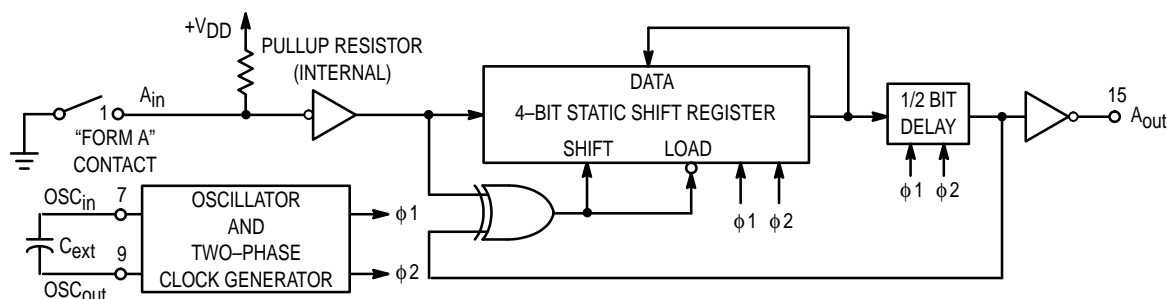 +VDD
PULLUP RESISTOR
(INTERNAL)
1
Ain
"FORM A"
CONTACT
DATA
4–BIT STATIC SHIFT REGISTER
SHIFT
LOAD
ϕ1
ϕ2
1/2 BIT
DELAY
ϕ1
ϕ2
15
Aout
OSCin
7
Cext
9
OSCout
OSCILLATOR
AND
TWO–PHASE
CLOCK GENERATOR
ϕ1
ϕ2